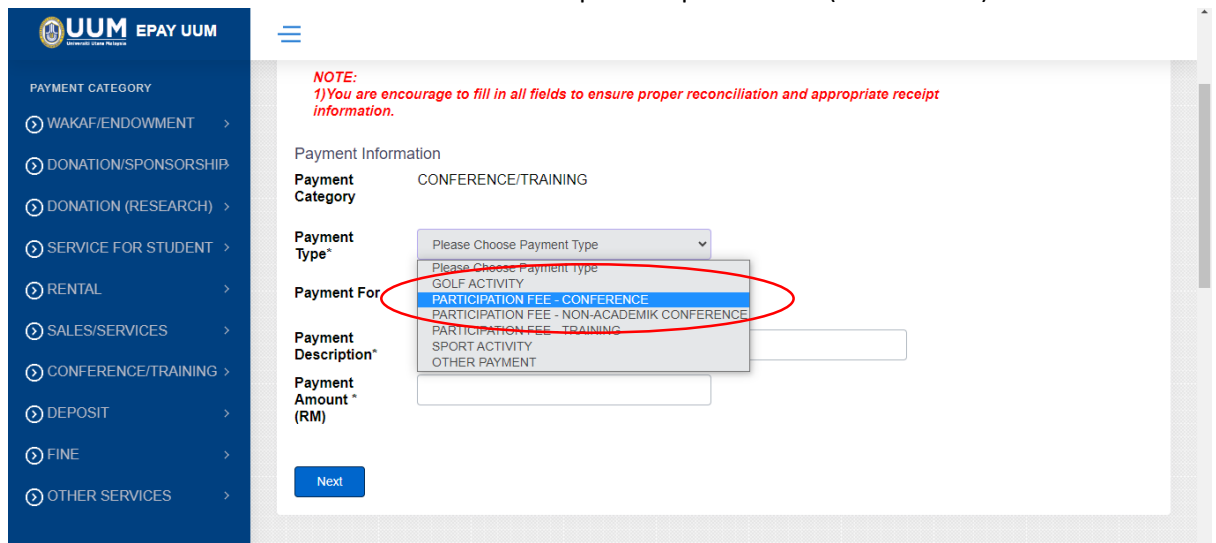 UUM EPAY UUM
Universiti Utara Malaysia
PAYMENT CATEGORY
WAKAF/ENDOWMENT
DONATION/SPONSORSHIP
DONATION (RESEARCH)
SERVICE FOR STUDENT
RENTAL
SALES/SERVICES
CONFERENCE/TRAINING
DEPOSIT
FINE
OTHER SERVICES
NOTE:
1)You are encourage to fill in all fields to ensure proper reconciliation and appropriate receipt
information.
Payment Information
Payment
Category
CONFERENCE/TRAINING
Payment
Type*
Please Choose Payment Type
Please Choose Payment Type
GOLF ACTIVITY
PARTICIPATION FEE - CONFERENCE
PARTICIPATION FEE - NON-ACADEMIK CONFERENCE
PARTICIPATION FEE - TRAINING
SPORT ACTIVITY
OTHER PAYMENT
Payment For
Payment
Description*
Payment
Amount *
(RM)
Next